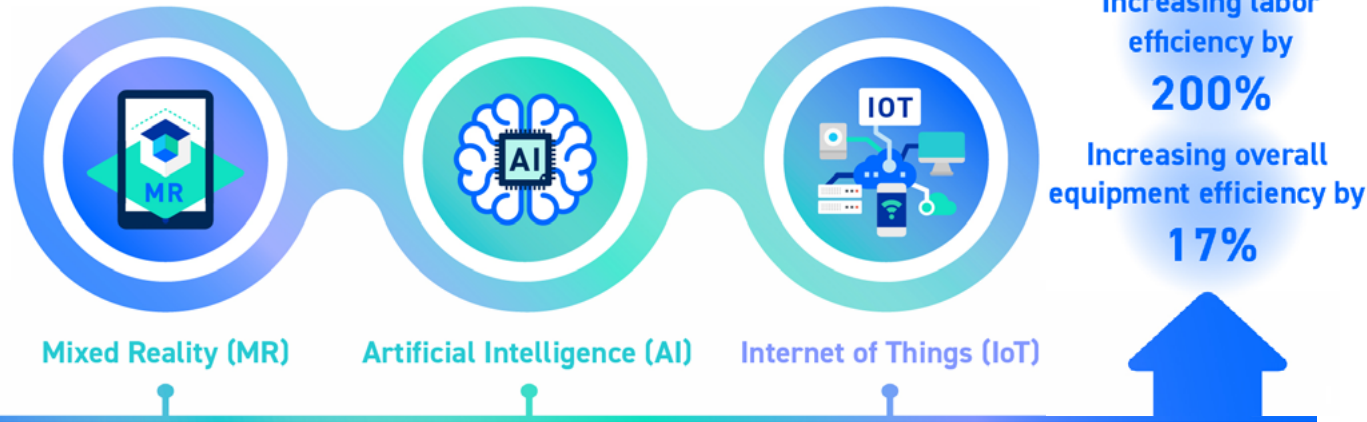 MR
AI
IOT
Mixed Reality (MR)
Artificial Intelligence (AI)
Internet of Things (IoT)
Increasing labor
efficiency by
200%
Increasing overall
equipment efficiency by
17%